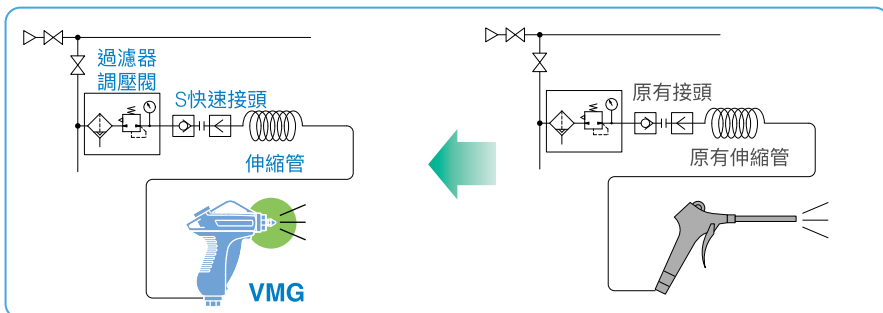 過濾器
調壓閥
S快速接頭
伸縮管
VMG
原有接頭
原有伸縮管